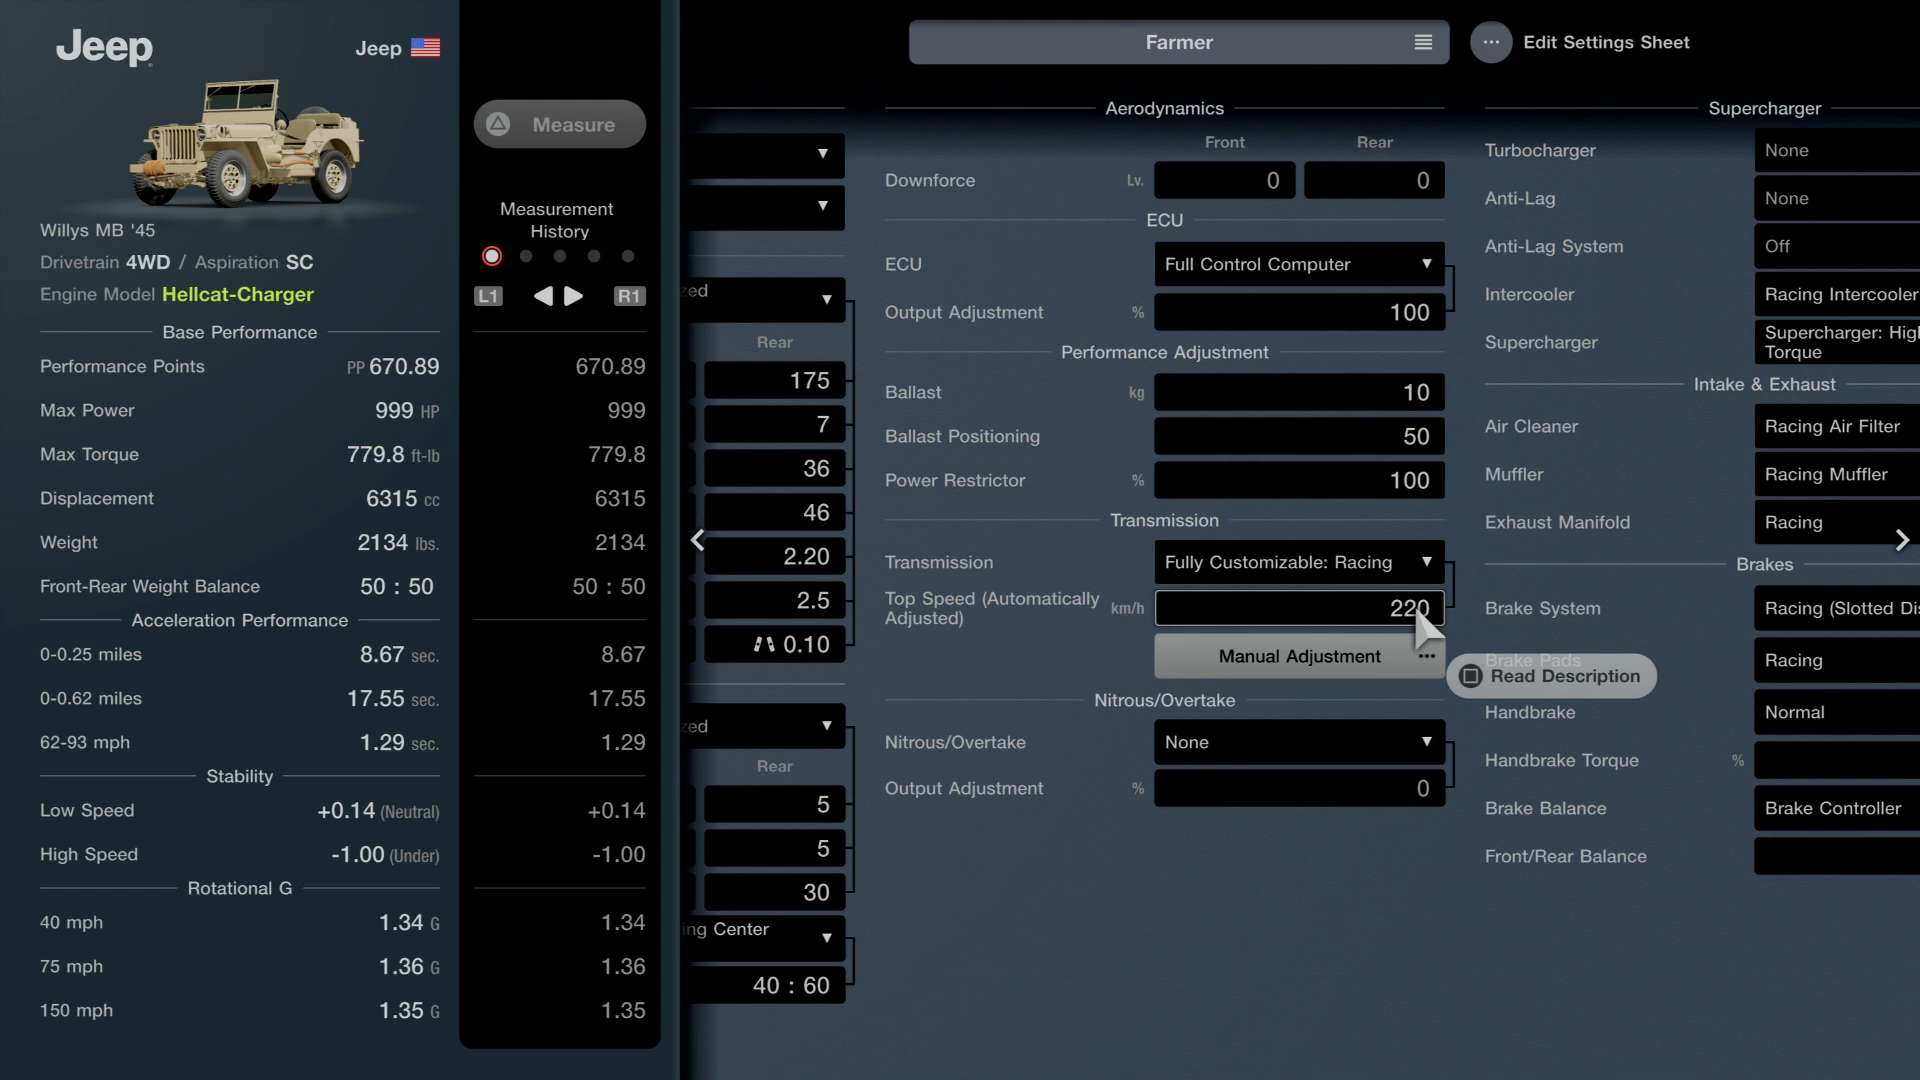 Jeep
Jeep
Willys MB '45
Drivetrain 4WD / Aspiration SC
Engine Model Hellcat-Charger
Base Performance
Performance Points PP 670.89
Max Power 999 HP
Max Torque 779.8 ft-lb
Displacement 6315 cc
Weight 2134 lbs.
Front-Rear Weight Balance 50 : 50
Acceleration Performance
0-0.25 miles 8.67 sec.
0-0.62 miles 17.55 sec.
62-93 mph 1.29 sec.
Stability
Low Speed +0.14 (Neutral)
High Speed -1.00 (Under)
Rotational G
40 mph 1.34 G
75 mph 1.36 G
150 mph 1.35 G
Measure
Measurement
History
L1 R1
670.89
999
779.8
6315
2134
50 : 50
8.67
17.55
1.29
+0.14
-1.00
1.34
1.36
1.35
Farmer
Edit Settings Sheet
zed
Rear
175
7
36
46
2.20
2.5
0.10
zed
Rear
5
5
30
ing Center
40 : 60
Aerodynamics
Front Rear
Downforce Lv. 0 0
ECU
ECU Full Control Computer
Output Adjustment % 100
Performance Adjustment
Ballast kg 10
Ballast Positioning 50
Power Restrictor % 100
Transmission
Transmission Fully Customizable: Racing
Top Speed (Automatically
Adjusted) km/h 220
Manual Adjustment ...
Nitrous/Overtake
Nitrous/Overtake None
Output Adjustment % 0
Supercharger
Turbocharger None
Anti-Lag None
Anti-Lag System Off
Intercooler Racing Intercooler
Supercharger Supercharger: Hig
Torque
Intake & Exhaust
Air Cleaner Racing Air Filter
Muffler Racing Muffler
Exhaust Manifold Racing
Brakes
Brake System Racing (Slotted Dis
Brake Pads Racing
Read Description
Handbrake Normal
Handbrake Torque %
Brake Balance Brake Controller
Front/Rear Balance